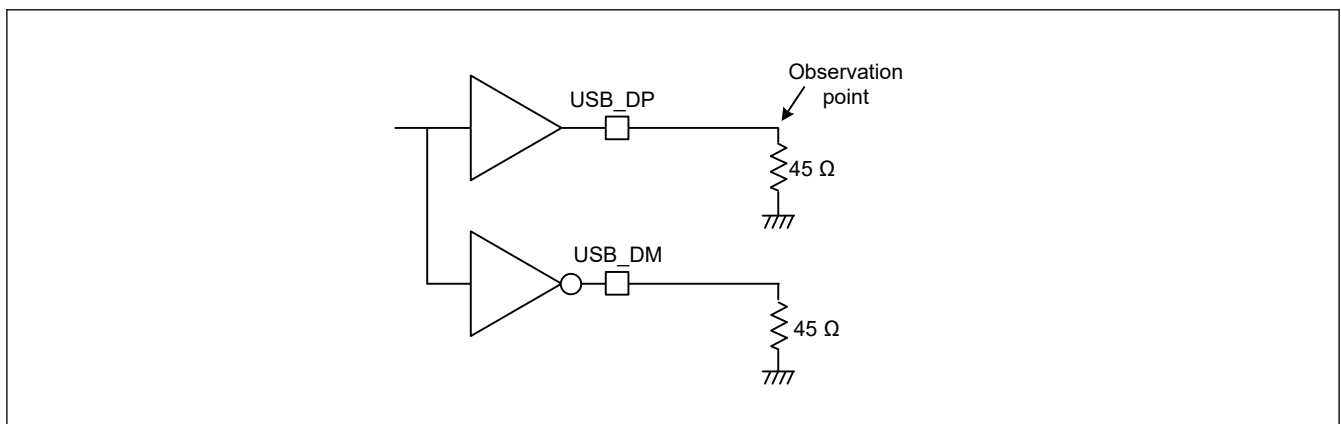 Observation
point
USB_DP
45 Ω
USB_DM
45 Ω